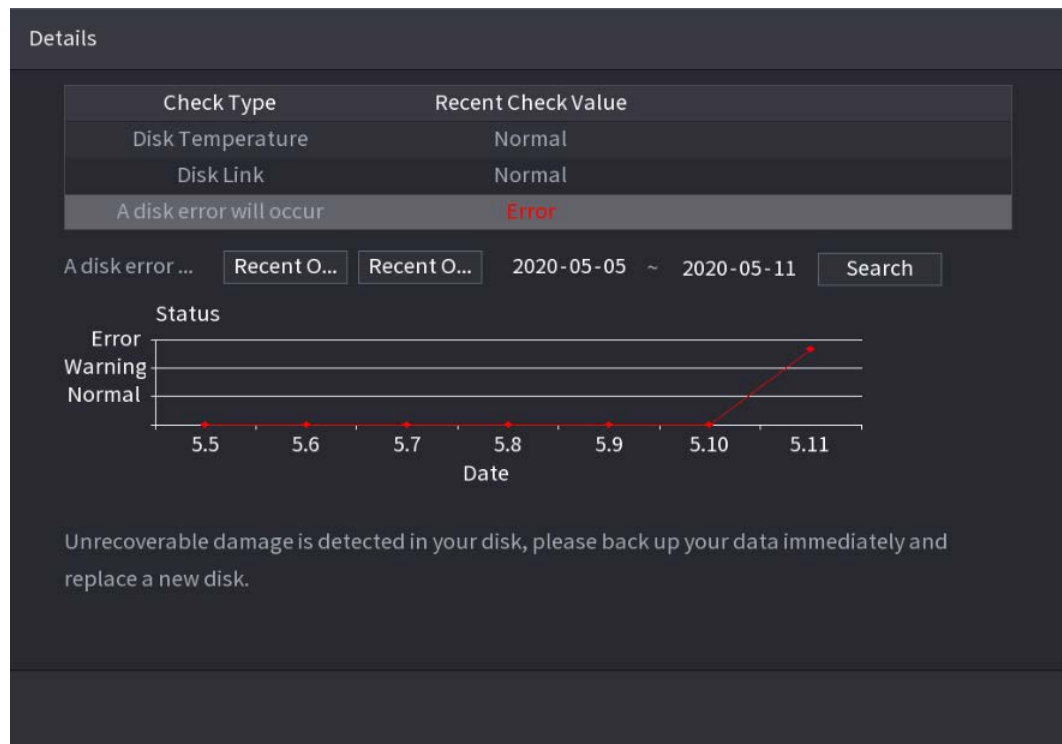 Details
Check Type Recent Check Value
Disk Temperature Normal
Disk Link Normal
A disk error will occur Error
A disk error ... Recent O... Recent O... 2020-05-05 ~ 2020-05-11 Search
Status
Error
Warning
Normal
5.5 5.6 5.7 5.8 5.9 5.10 5.11
Date
Unrecoverable damage is detected in your disk, please back up your data immediately and
replace a new disk.